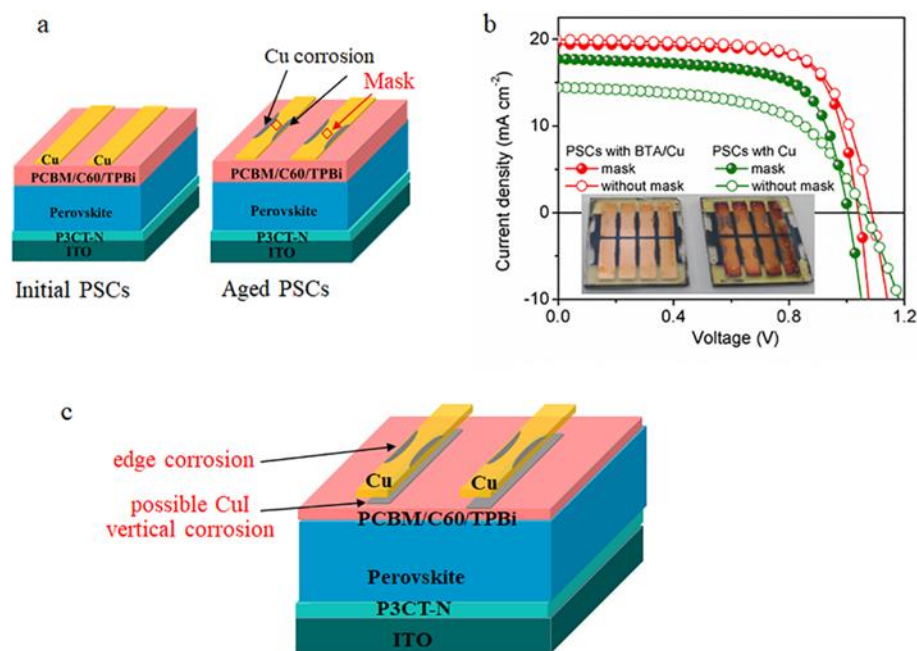 a
Cu corrosion
Mask
Cu
Cu
PCBM/C60/TPBi
Perovskite
P3CT-N
ITO
Initial PSCs
PCBM/C60/TPBi
Perovskite
P3CT-N
ITO
Aged PSCs
b
Current density (mA cm⁻²)
20
10
0
-10
PSCs with BTA/Cu
mask
without mask
PSCs wth Cu
mask
without mask
0.0 0.4 0.8 1.2
Voltage (V)
c
edge corrosion
possible CuI
vertical corrosion
Cu
Cu
PCBM/C60/TPBi
Perovskite
P3CT-N
ITO